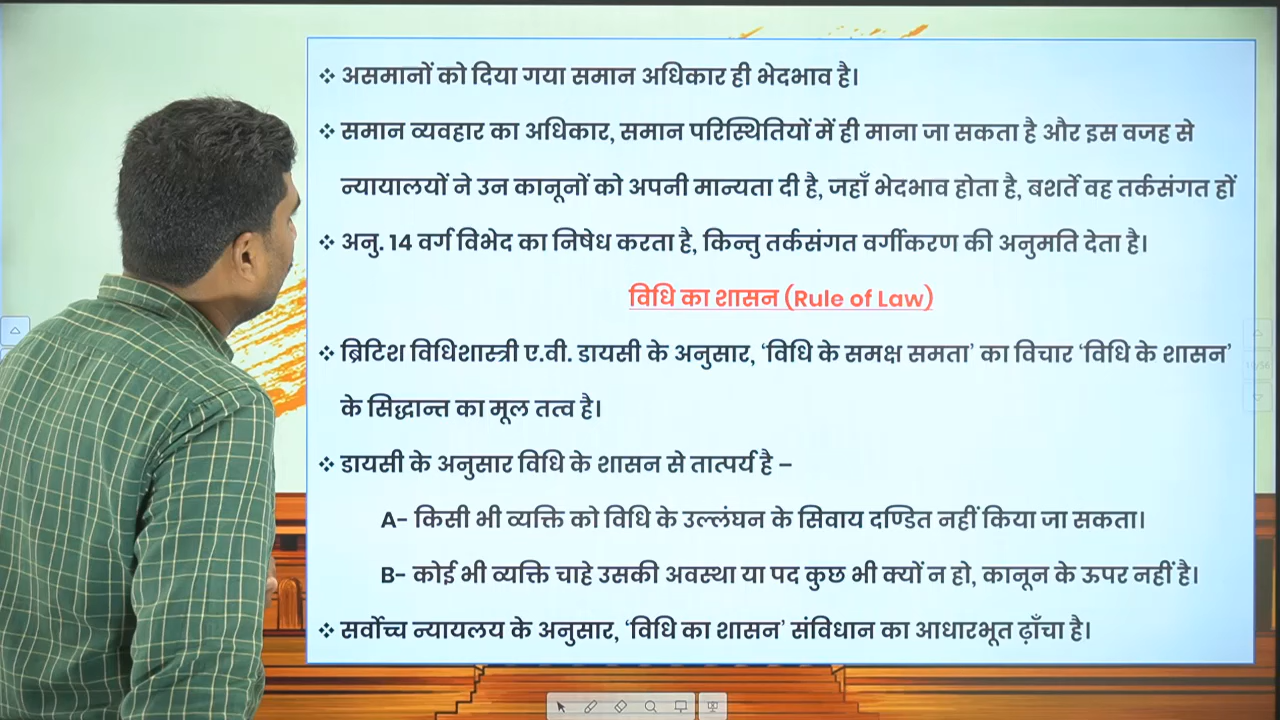 ❖ असमानों को दिया गया समान अधिकार ही भेदभाव है।
❖ समान व्यवहार का अधिकार, समान परिस्थितियों में ही माना जा सकता है और इस वजह से
न्यायालयों ने उन कानूनों को अपनी मान्यता दी है, जहाँ भेदभाव होता है, बशर्ते वह तर्कसंगत हों
❖ अनु. 14 वर्ग विभेद का निषेध करता है, किन्तु तर्कसंगत वर्गीकरण की अनुमति देता है।
विधि का शासन (Rule of Law)
❖ ब्रिटिश विधिशास्त्री ए.वी. डायसी के अनुसार, ‘विधि के समक्ष समता’ का विचार ‘विधि के शासन’
के सिद्धान्त का मूल तत्व है।
❖ डायसी के अनुसार विधि के शासन से तात्पर्य है –
A- किसी भी व्यक्ति को विधि के उल्लंघन के सिवाय दण्डित नहीं किया जा सकता।
B- कोई भी व्यक्ति चाहे उसकी अवस्था या पद कुछ भी क्यों न हो, कानून के ऊपर नहीं है।
❖ सर्वोच्च न्यायलय के अनुसार, ‘विधि का शासन’ संविधान का आधारभूत ढ़ाँचा है।